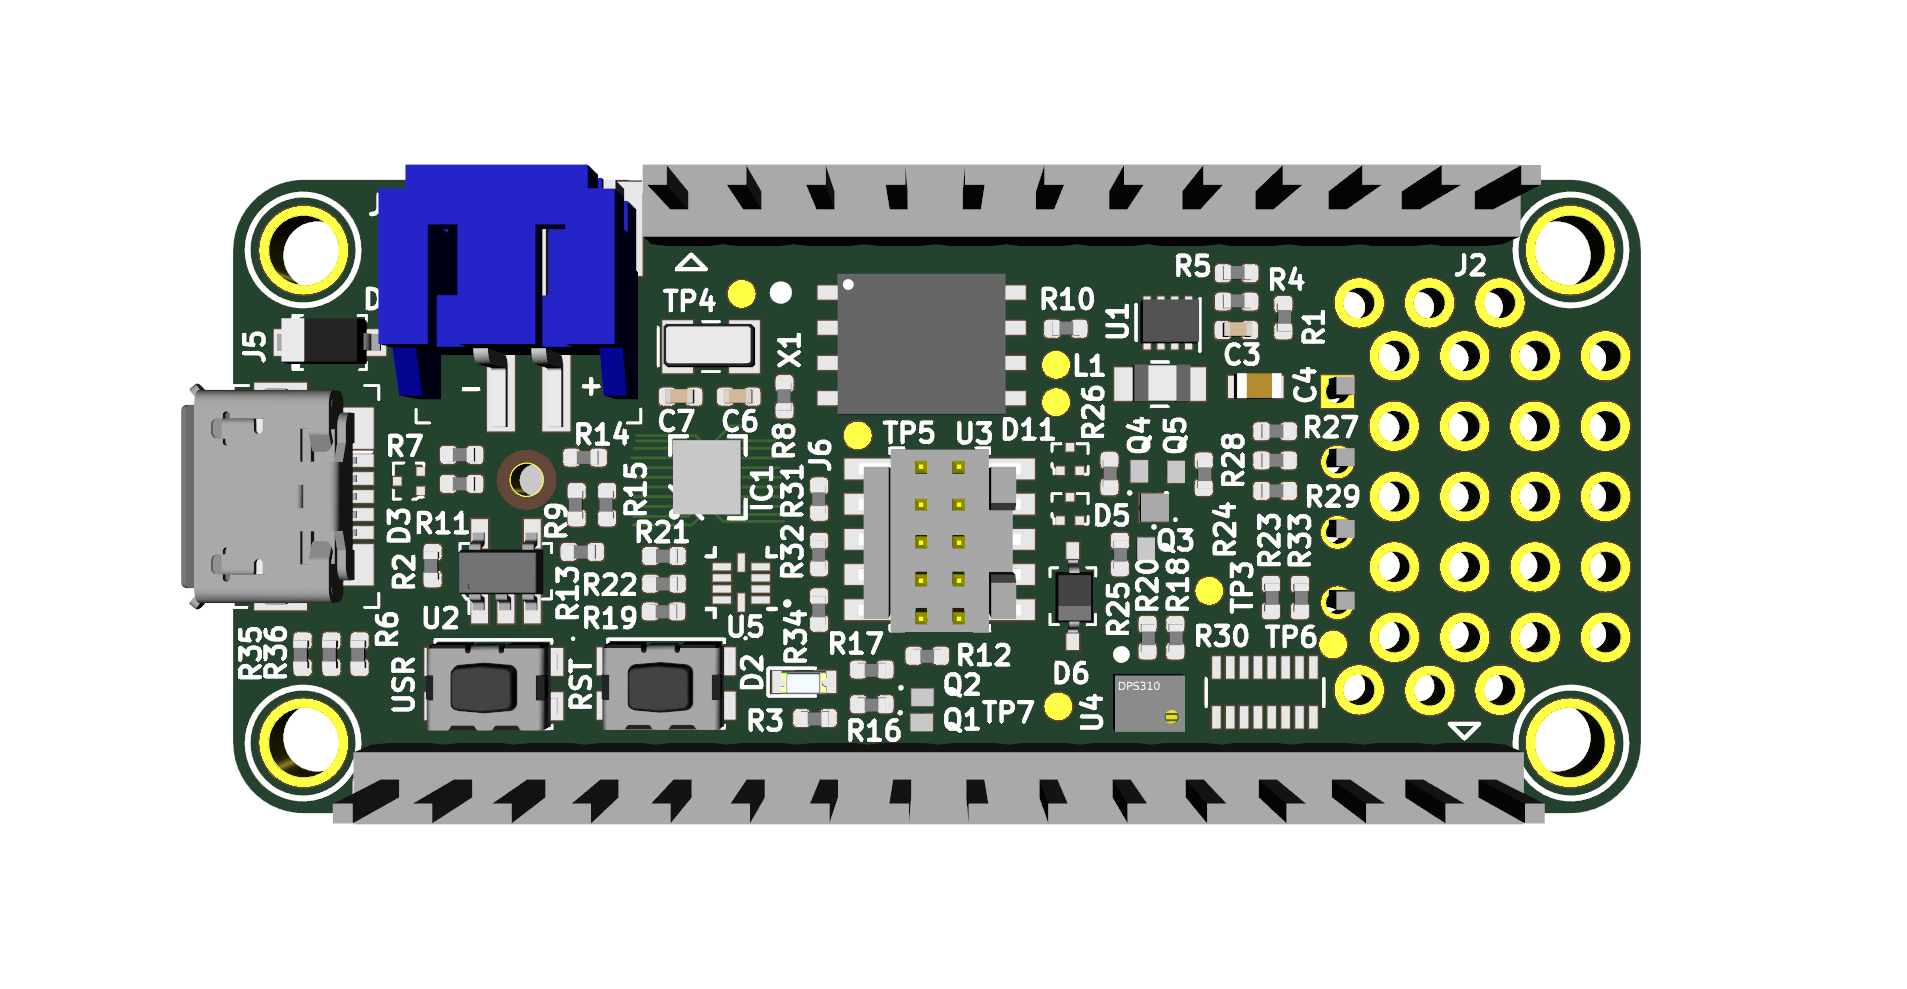 J
D
J5
−
+
TP4
X1
C7
C6
R8
R10
L1
U1
R5
R4
R1
C3
C4
J2
R7
R14
R15
IC1
R31
J6
TP5
U3
D11
R26
Q4
Q5
R28
R27
R29
D3
R11
R9
R21
R32
D5
Q3
R24
R23
R33
R2
R13
R22
R19
U2
U5
R34
R25
R20
R18
TP3
R30
TP6
R35
R36
R6
USR
RST
D2
R3
R17
R12
R16
Q2
Q1
TP7
D6
U4
DPS310